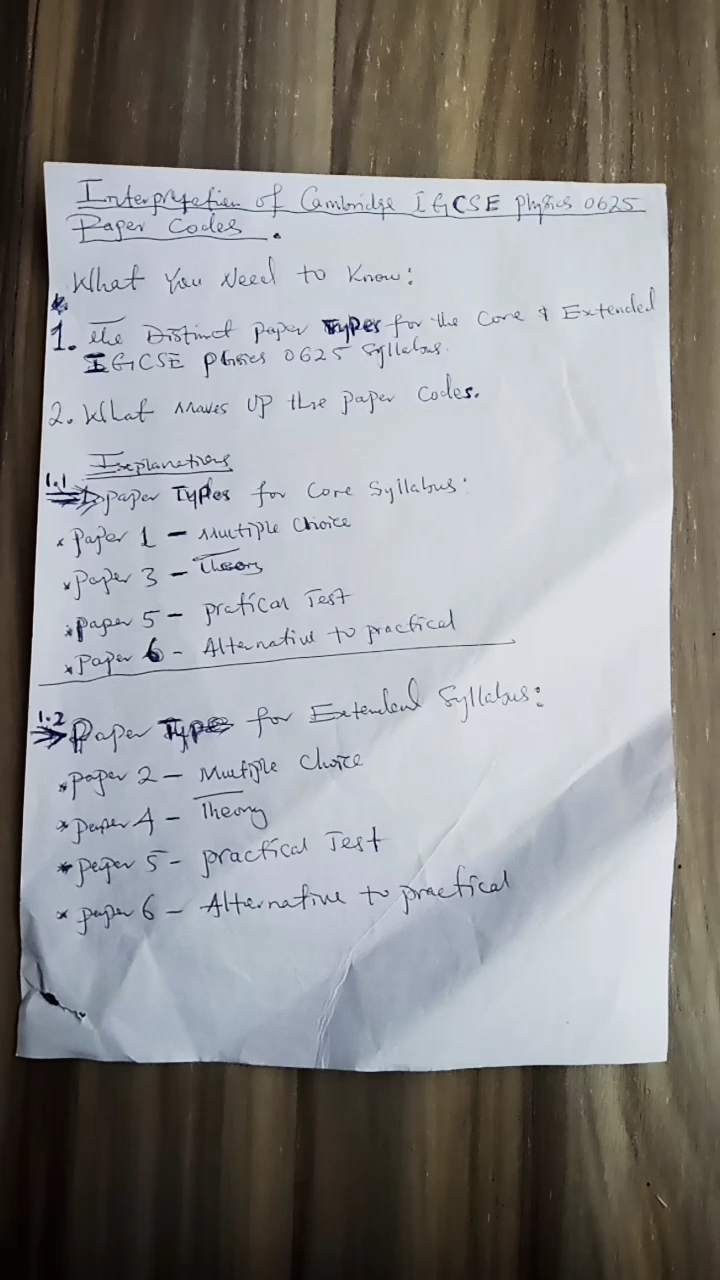 Interpretation of Cambridge IGCSE Physics 0625
Paper Codes.
What You Need to Know:
1. The Distinct paper Types for the Core & Extended
IGCSE Phsics 0625 Syllabus.
2. What Makes up the paper Codes.
Explanations
1.1 paper Types for Core Syllabus:
* Paper 1 – Multiple Choice
* Paper 3 – Theory
* paper 5 – pratical Test
* Paper 6 – Alternative to practical
1.2 Paper Types for Extended Syllabus:
* paper 2 – Multiple Choice
* paper 4 – Theory
* paper 5 – practical Test
* paper 6 – Alternative to practical